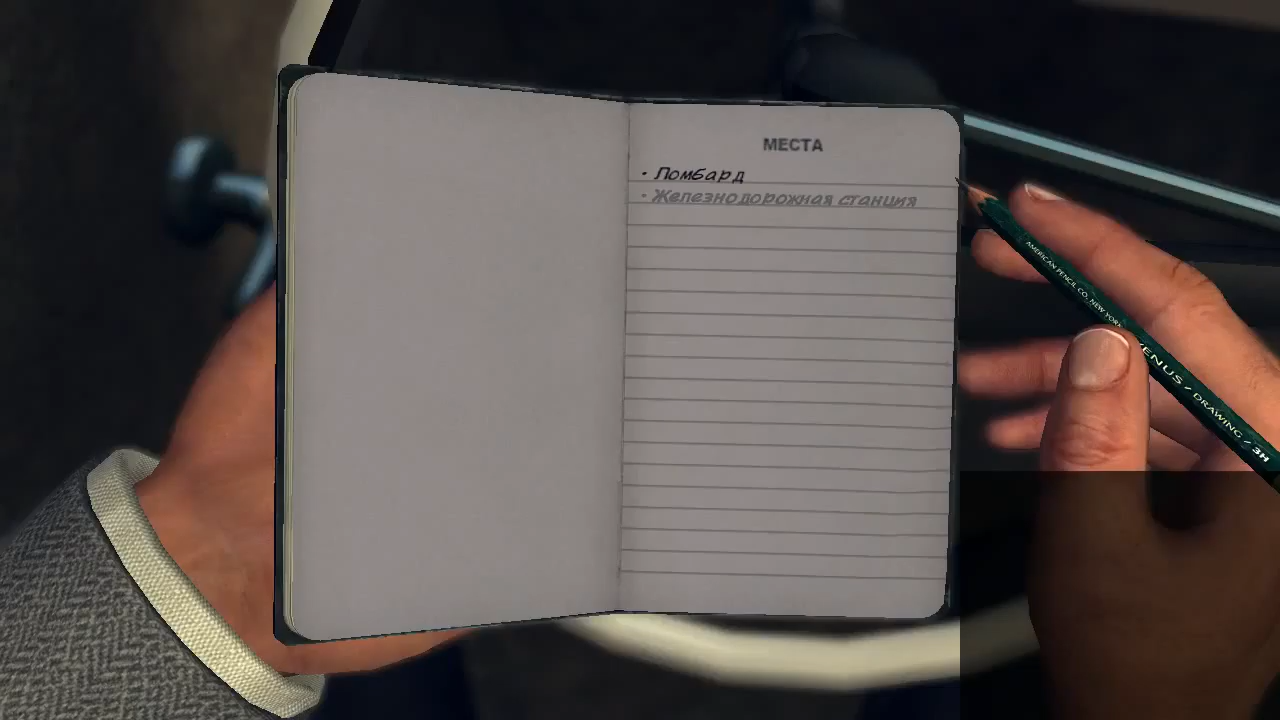 МЕСТА
· Ломбард
· Железнодорожная станция
AMERICAN PENCIL CO. NEW YORK
VENUS / DRAWING / 3H